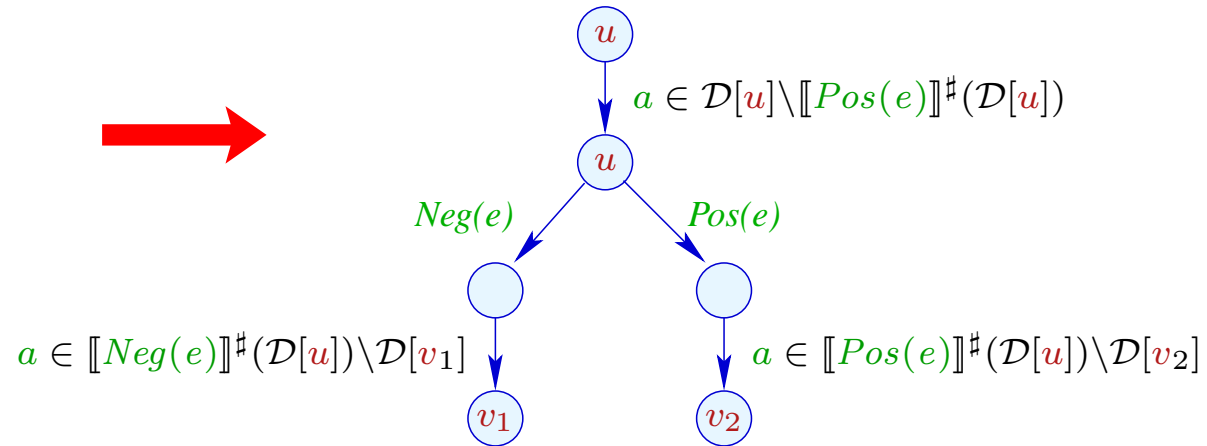 u
a ∈ 𝒟[u]\⟦Pos(e)⟧♯(𝒟[u])
u
Neg(e) Pos(e)
a ∈ ⟦Neg(e)⟧♯(𝒟[u])\𝒟[v₁] a ∈ ⟦Pos(e)⟧♯(𝒟[u])\𝒟[v₂]
v₁ v₂